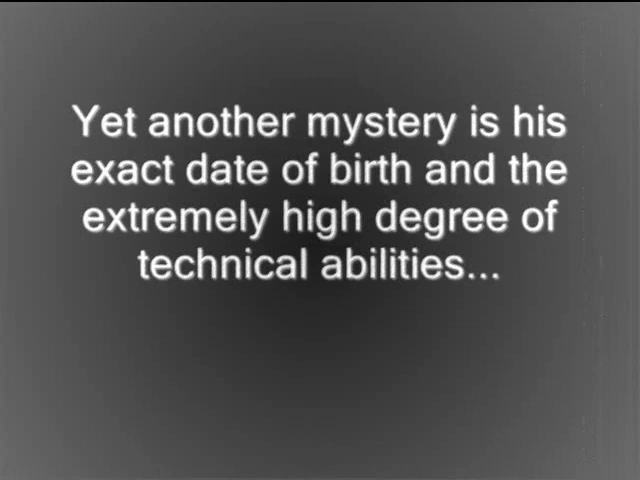 Yet another mystery is his
exact date of birth and the
extremely high degree of
technical abilities...